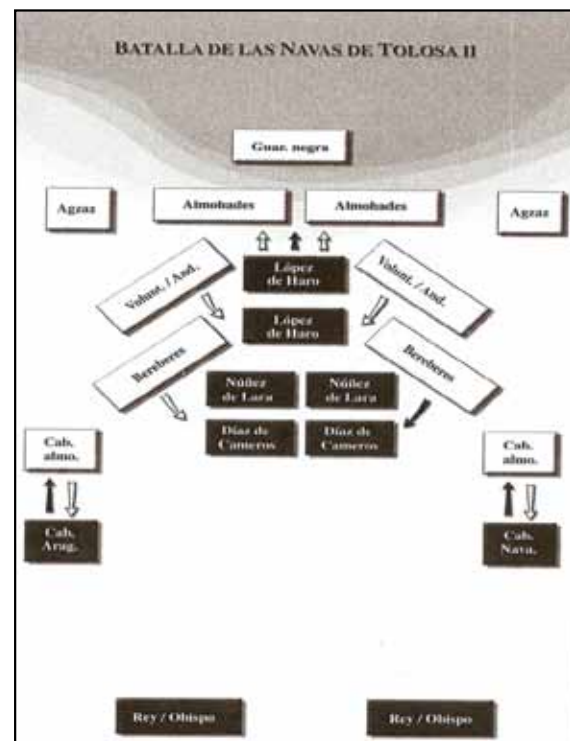 BATALLA DE LAS NAVAS DE TOLOSA II
Guar. negra
Agzaz
Almohades
Almohades
Agzaz
López
de Haro
Volunt. / And.
Volunt. / And.
López
de Haro
Bereberes
Bereberes
Núñez
de Lara
Núñez
de Lara
Díaz de
Cameros
Díaz de
Cameros
Cab.
almo.
Cab.
almo.
Cab.
Arag.
Cab.
Nava.
Rey / Obispo
Rey / Obispo